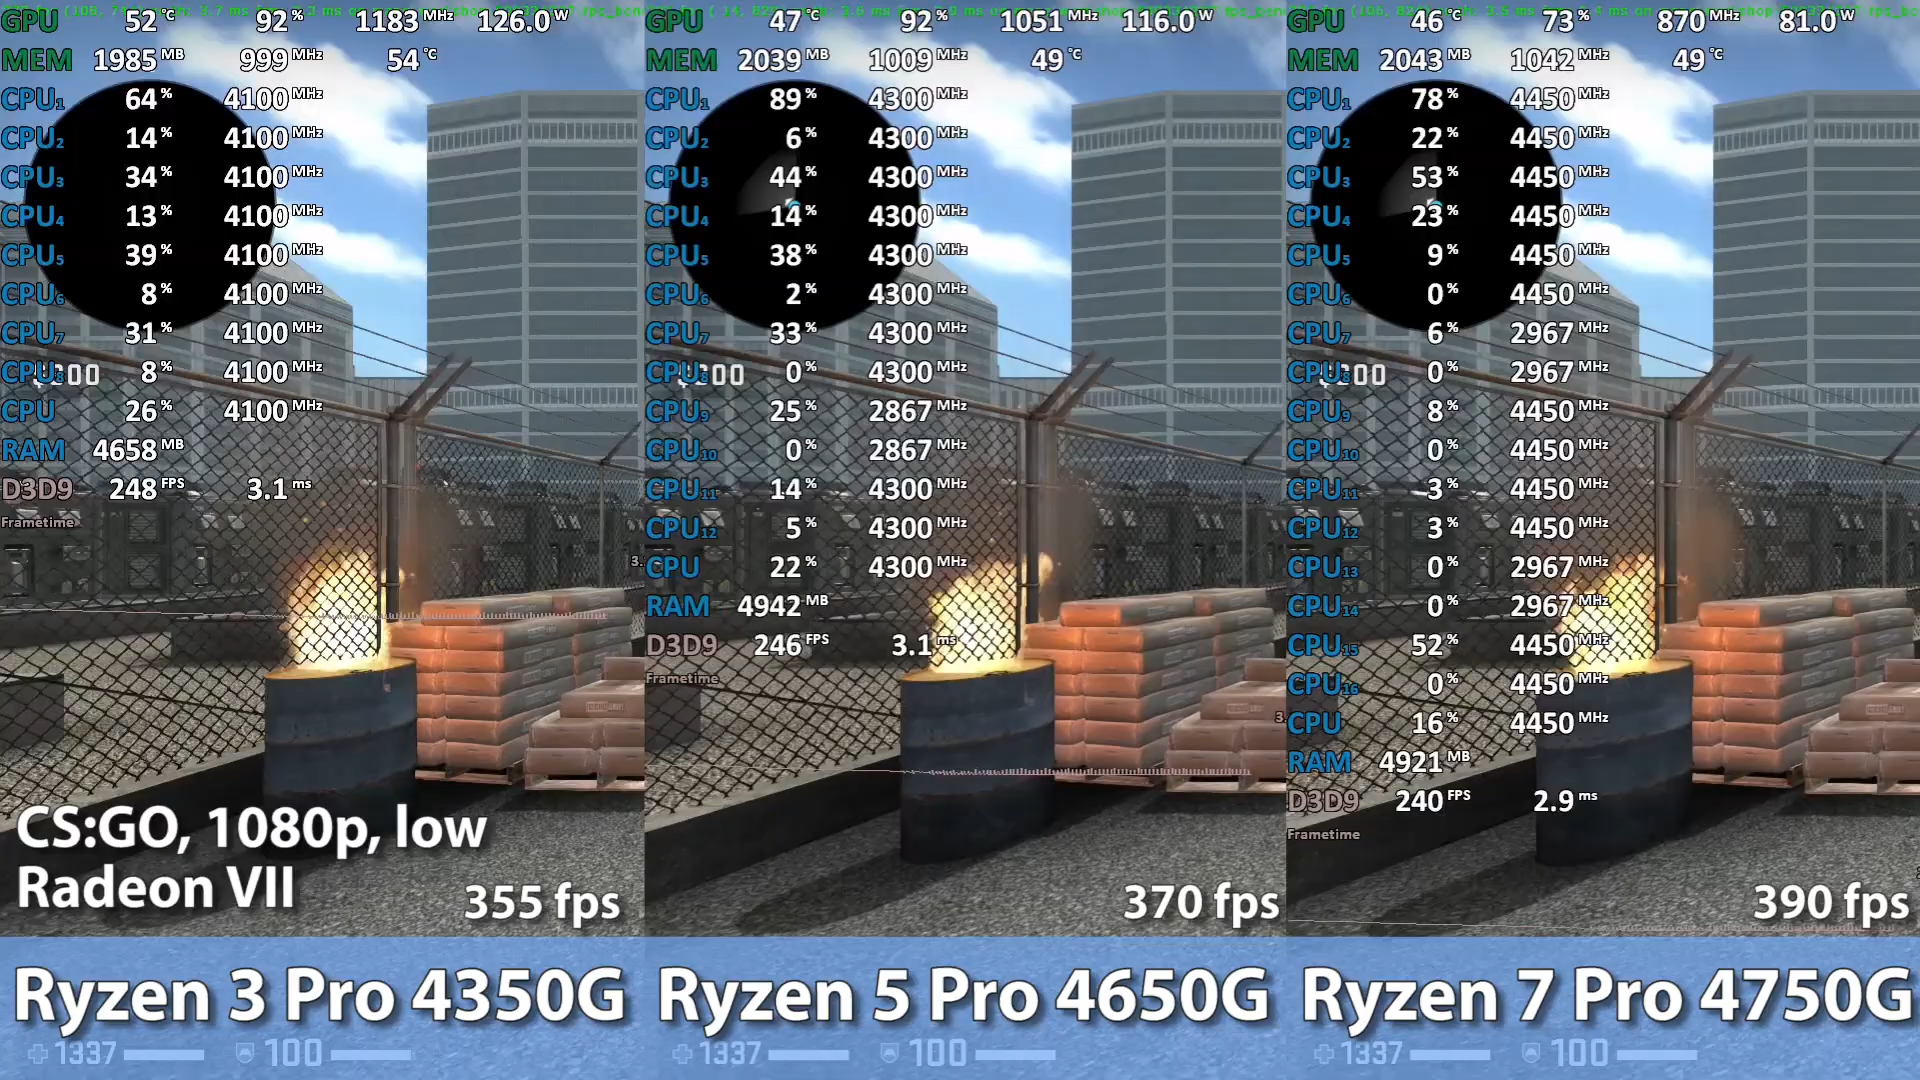 GPU 52 °C 92 % 1183 MHz 126.0 W
MEM 1985 MB 999 MHz 54 °C
CPU1 64 % 4100 MHz
CPU2 14 % 4100 MHz
CPU3 34 % 4100 MHz
CPU4 13 % 4100 MHz
CPU5 39 % 4100 MHz
CPU6 8 % 4100 MHz
CPU7 31 % 4100 MHz
CPU8 8 % 4100 MHz
CPU 26 % 4100 MHz
RAM 4658 MB
D3D9 248 FPS 3.1 ms
Frametime
CS:GO, 1080p, low
Radeon VII
355 fps
Ryzen 3 Pro 4350G
1337 100
GPU 47 °C 92 % 1051 MHz 116.0 W
MEM 2039 MB 1009 MHz 49 °C
CPU1 89 % 4300 MHz
CPU2 6 % 4300 MHz
CPU3 44 % 4300 MHz
CPU4 14 % 4300 MHz
CPU5 38 % 4300 MHz
CPU6 2 % 4300 MHz
CPU7 33 % 4300 MHz
CPU8 0 % 4300 MHz
CPU9 25 % 2867 MHz
CPU10 0 % 2867 MHz
CPU11 14 % 4300 MHz
CPU12 5 % 4300 MHz
CPU 22 % 4300 MHz
RAM 4942 MB
D3D9 246 FPS 3.1 ms
Frametime
370 fps
Ryzen 5 Pro 4650G
1337 100
GPU 46 °C 73 % 870 MHz 81.0 W
MEM 2043 MB 1042 MHz 49 °C
CPU1 78 % 4450 MHz
CPU2 22 % 4450 MHz
CPU3 53 % 4450 MHz
CPU4 23 % 4450 MHz
CPU5 9 % 4450 MHz
CPU6 0 % 4450 MHz
CPU7 6 % 2967 MHz
CPU8 0 % 2967 MHz
CPU9 8 % 4450 MHz
CPU10 0 % 4450 MHz
CPU11 3 % 4450 MHz
CPU12 3 % 4450 MHz
CPU13 0 % 2967 MHz
CPU14 0 % 2967 MHz
CPU15 52 % 4450 MHz
CPU16 0 % 4450 MHz
CPU 16 % 4450 MHz
RAM 4921 MB
D3D9 240 FPS 2.9 ms
Frametime
390 fps
Ryzen 7 Pro 4750G
1337 100